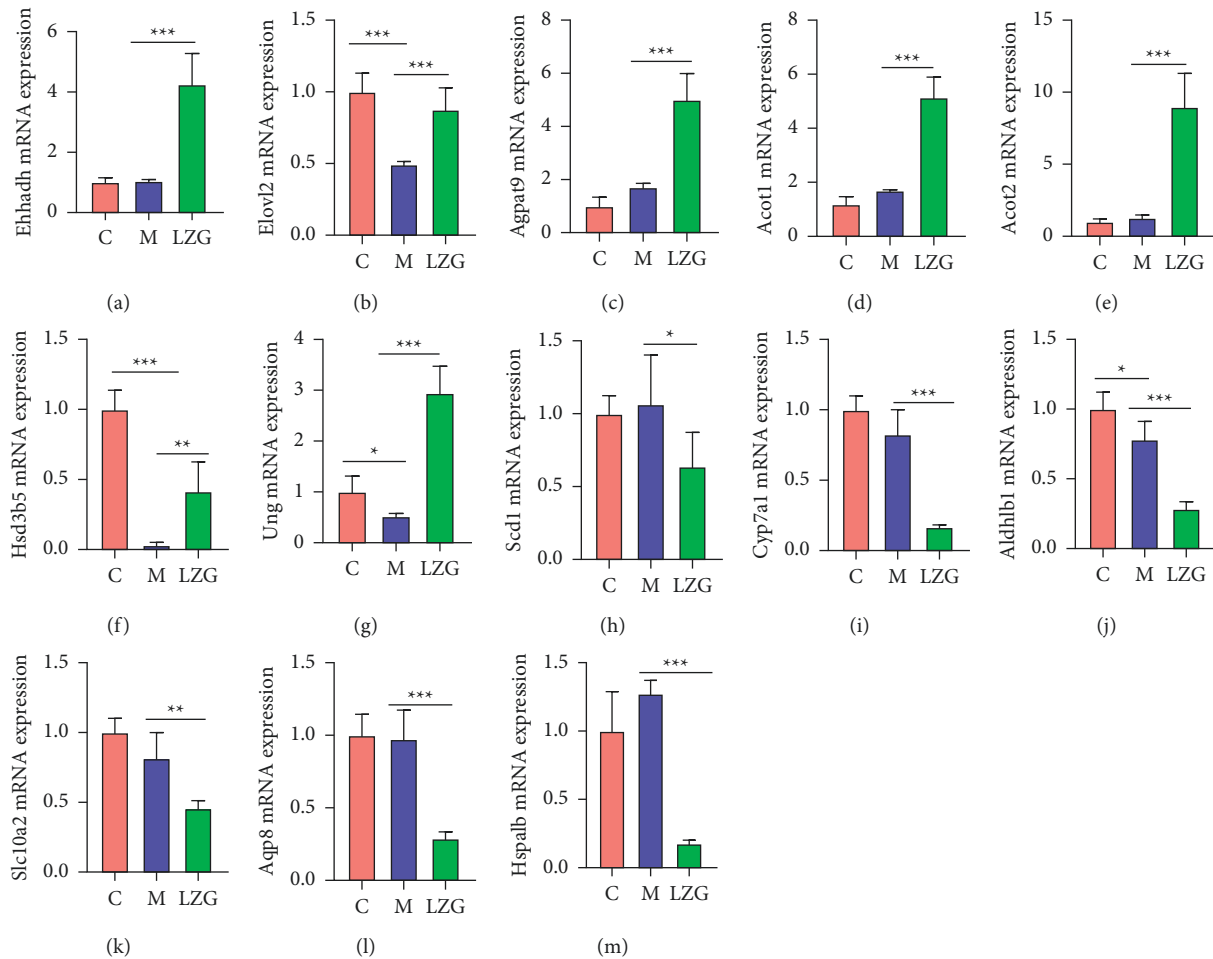 Ehhadh mRNA expression
6
4
2
0
***
C M LZG
(a)
Elovl2 mRNA expression
1.5
1.0
0.5
0.0
***
***
C M LZG
(b)
Agpat9 mRNA expression
8
6
4
2
0
***
C M LZG
(c)
Acot1 mRNA expression
8
6
4
2
0
***
C M LZG
(d)
Acot2 mRNA expression
15
10
5
0
***
C M LZG
(e)
Hsd3b5 mRNA expression
1.5
1.0
0.5
0.0
***
**
C M LZG
(f)
Ung mRNA expression
4
3
2
1
0
***
*
C M LZG
(g)
Scd1 mRNA expression
1.5
1.0
0.5
0.0
*
C M LZG
(h)
Cyp7a1 mRNA expression
1.5
1.0
0.5
0.0
***
C M LZG
(i)
Aldhlb1 mRNA expression
1.5
1.0
0.5
0.0
*
***
C M LZG
(j)
Slc10a2 mRNA expression
1.5
1.0
0.5
0.0
**
C M LZG
(k)
Aqp8 mRNA expression
1.5
1.0
0.5
0.0
***
C M LZG
(l)
Hspalb mRNA expression
1.5
1.0
0.5
0.0
***
C M LZG
(m)